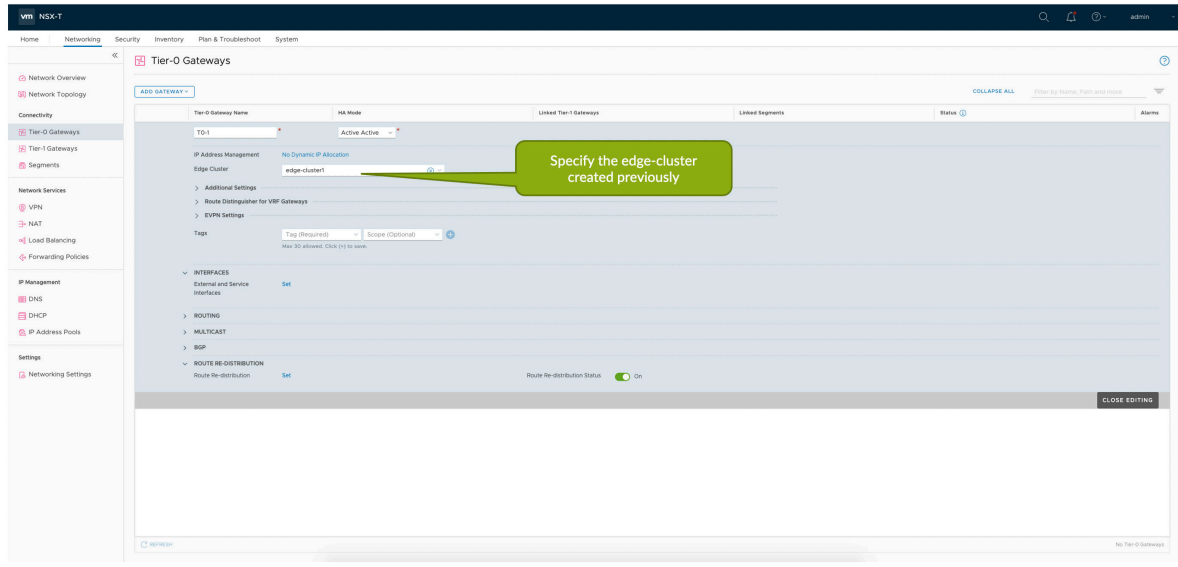 vm NSX-T
admin
Home Networking Security Inventory Plan & Troubleshoot System
«
Tier-0 Gateways
Network Overview
Network Topology
Connectivity
Tier-0 Gateways
Tier-1 Gateways
Segments
Network Services
VPN
NAT
Load Balancing
Forwarding Policies
IP Management
DNS
DHCP
IP Address Pools
Settings
Networking Settings
ADD GATEWAY
COLLAPSE ALL Filter by Name, Path and more
Tier-0 Gateway Name HA Mode Linked Tier-1 Gateways Linked Segments Status Alarms
T0-1 * Active Active *
IP Address Management No Dynamic IP Allocation
Edge Cluster edge-cluster1
Specify the edge-cluster
created previously
> Additional Settings
> Route Distinguisher for VRF Gateways
> EVPN Settings
Tags Tag (Required) Scope (Optional)
Max 30 allowed. Click (+) to save.
INTERFACES
External and Service Set
Interfaces
> ROUTING
> MULTICAST
> BGP
ROUTE RE-DISTRIBUTION
Route Re-distribution Set Route Re-distribution Status On
CLOSE EDITING
REFRESH No Tier-0 Gateways